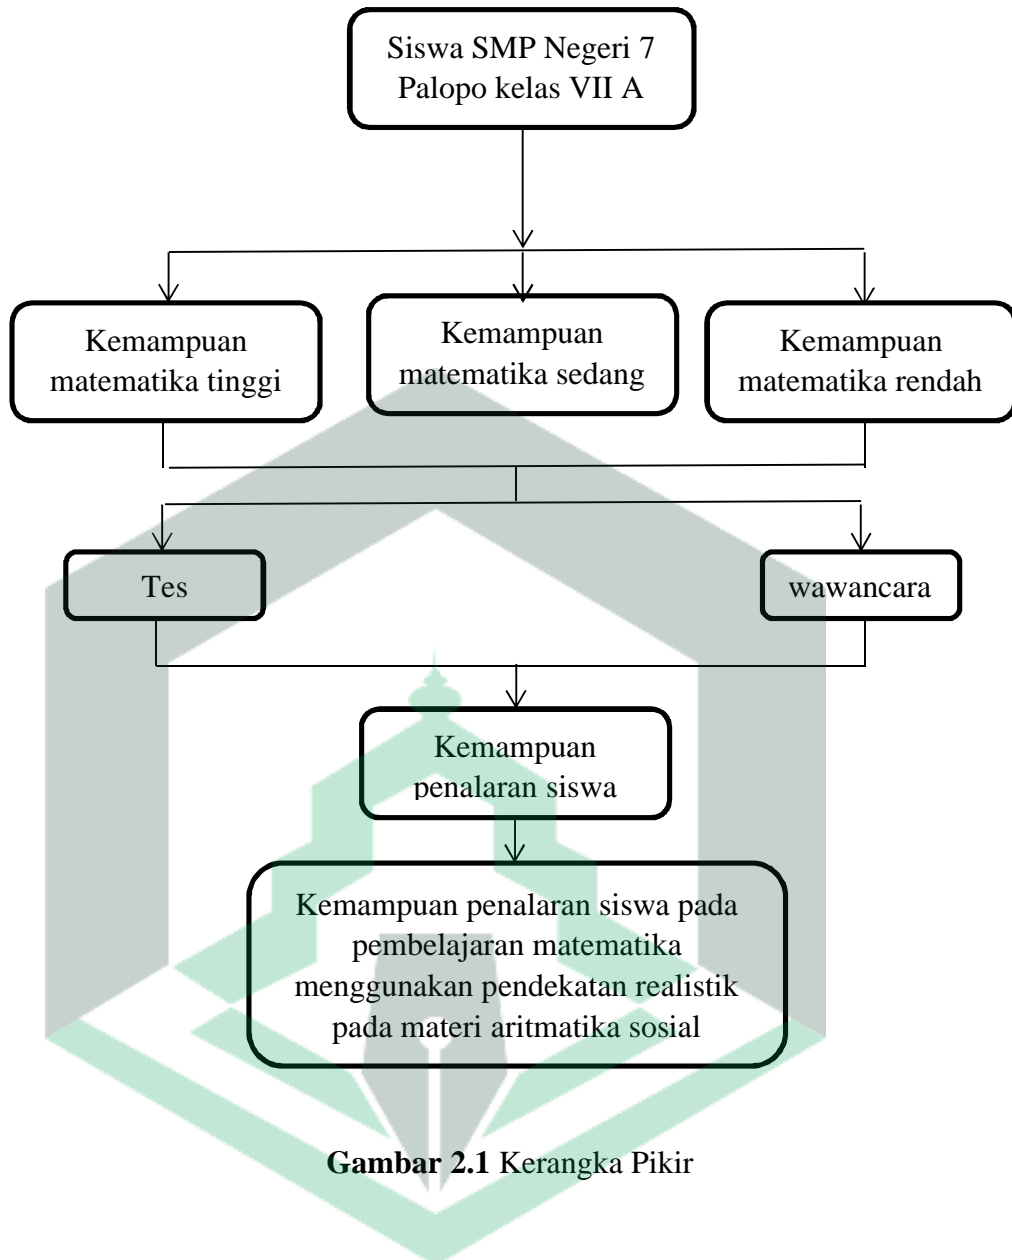 Siswa SMP Negeri 7
Palopo kelas VII A
Kemampuan
matematika tinggi
Kemampuan
matematika sedang
Kemampuan
matematika rendah
Tes
wawancara
Kemampuan
penalaran siswa
Kemampuan penalaran siswa pada
pembelajaran matematika
menggunakan pendekatan realistik
pada materi aritmatika sosial
Gambar 2.1 Kerangka Pikir